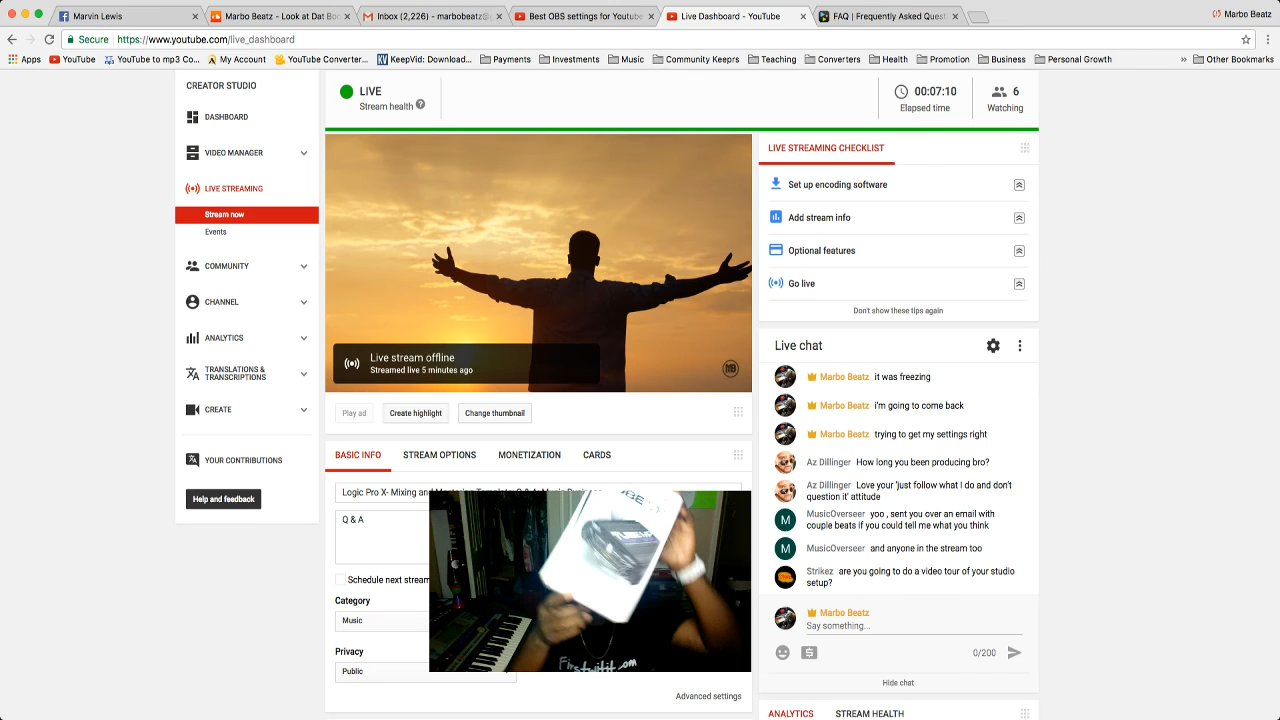 Marvin Lewis
Marbo Beatz - Look at Dat Boo
Inbox (2,226) - marbobeatz@
Best OBS settings for Youtube
Live Dashboard - YouTube
FAQ | Frequently Asked Quest
Marbo Beatz
Secure
https://www.youtube.com/live_dashboard
Apps
YouTube
YouTube to mp3 Co...
My Account
YouTube Converter...
KeepVid: Download...
Payments
Investments
Music
Community Keeprs
Teaching
Converters
Health
Promotion
Business
Personal Growth
»
Other Bookmarks
CREATOR STUDIO
DASHBOARD
VIDEO MANAGER
LIVE STREAMING
Stream now
Events
COMMUNITY
CHANNEL
ANALYTICS
TRANSLATIONS &
TRANSCRIPTIONS
CREATE
YOUR CONTRIBUTIONS
Help and feedback
LIVE
Stream health ?
00:07:10
Elapsed time
6
Watching
Live stream offline
Streamed live 5 minutes ago
MB
Play ad
Create highlight
Change thumbnail
BASIC INFO
STREAM OPTIONS
MONETIZATION
CARDS
Logic Pro X- Mixing and
Q & A
Schedule next stream
Category
Music
Privacy
Public
Advanced settings
LIVE STREAMING CHECKLIST
Set up encoding software
Add stream info
Optional features
Go live
Don't show these tips again
Live chat
Marbo Beatz it was freezing
Marbo Beatz i'm going to come back
Marbo Beatz trying to get my settings right
Az Dillinger How long you been producing bro?
Az Dillinger Love your 'just follow what I do and don't
question it' attitude
MusicOverseer yoo , sent you over an email with
couple beats if you could tell me what you think
MusicOverseer and anyone in the stream too
Strikez are you going to do a video tour of your studio
setup?
Marbo Beatz
Say something...
0/200
Hide chat
ANALYTICS
STREAM HEALTH